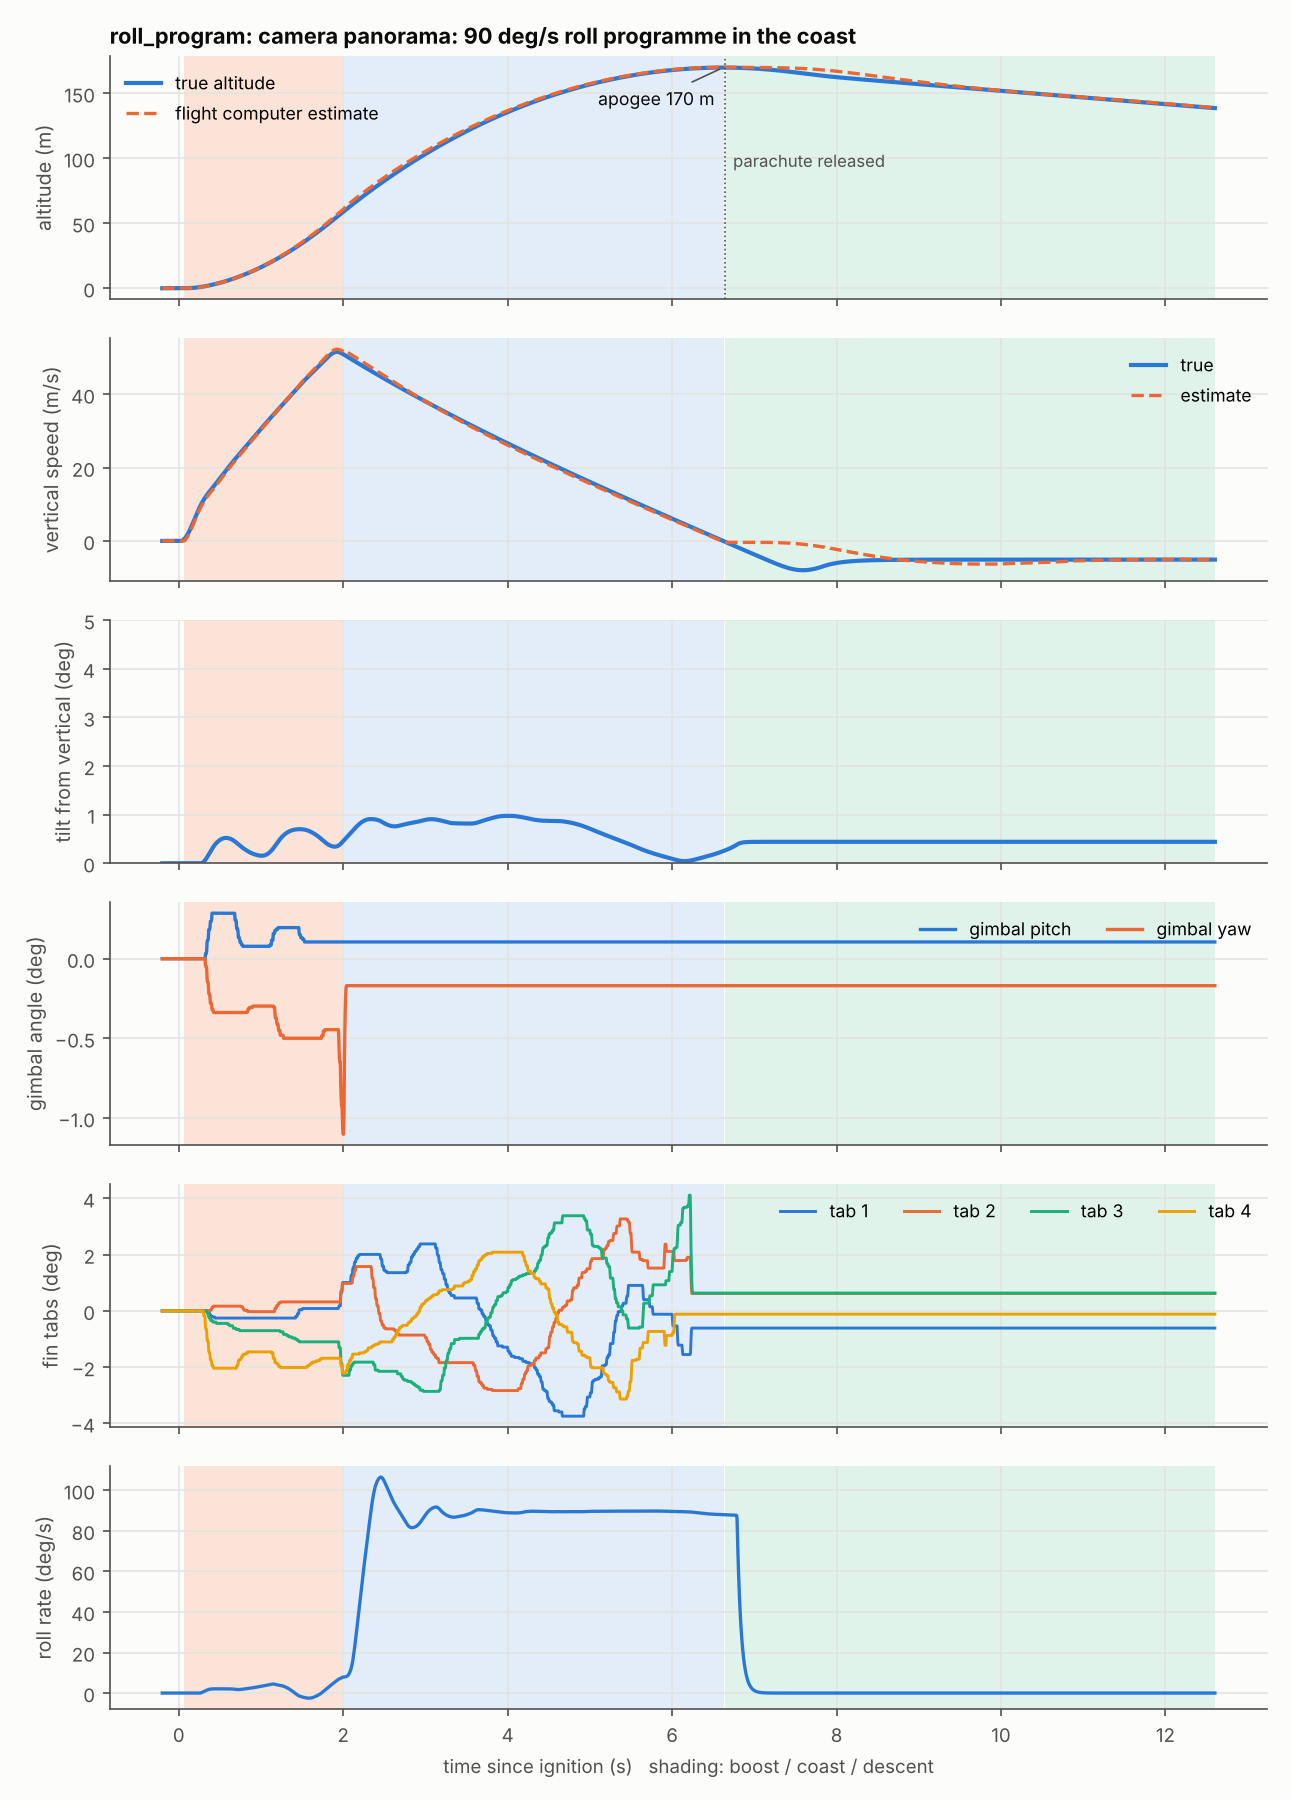 roll_program: camera panorama: 90 deg/s roll programme in the coast
altitude (m)
150
100
50
0
true altitude
flight computer estimate
apogee 170 m
parachute released
vertical speed (m/s)
40
20
0
true
estimate
tilt from vertical (deg)
5
4
3
2
1
0
gimbal angle (deg)
0.0
−0.5
−1.0
gimbal pitch
gimbal yaw
fin tabs (deg)
4
2
0
−2
−4
tab 1
tab 2
tab 3
tab 4
roll rate (deg/s)
100
80
60
40
20
0
0
2
4
6
8
10
12
time since ignition (s)   shading: boost / coast / descent